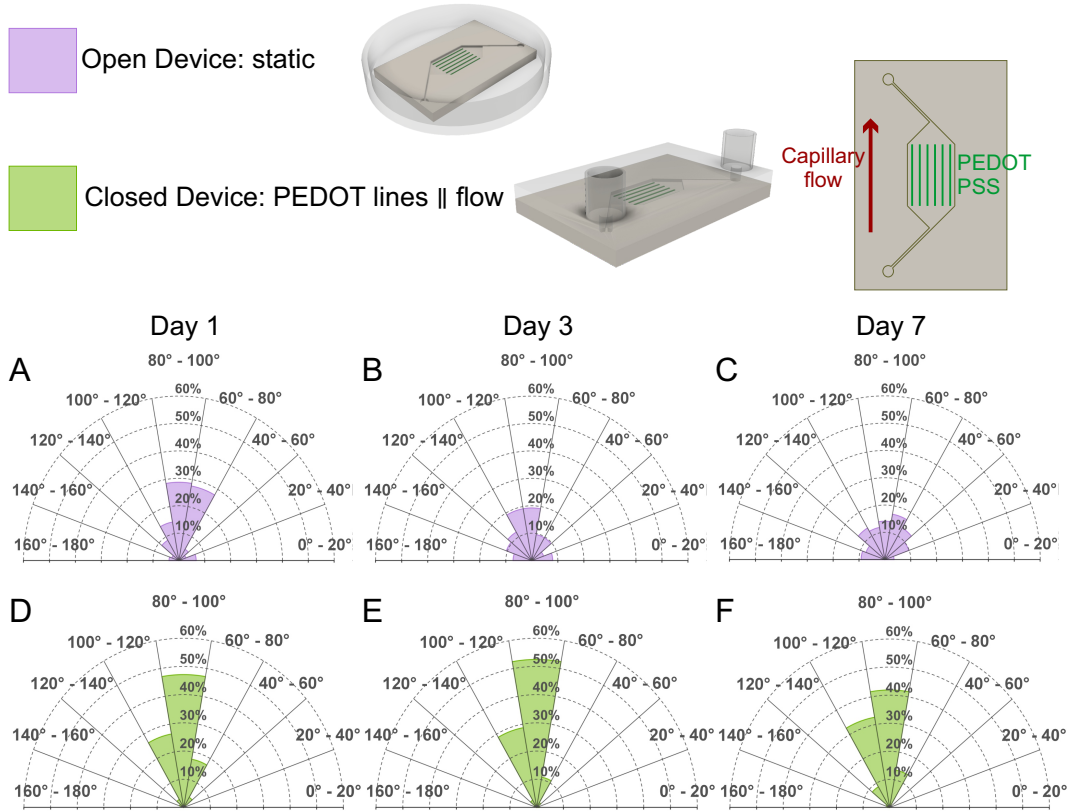 Open Device: static
Closed Device: PEDOT lines ∥ flow
Capillary
flow
PEDOT
PSS
Day 1
Day 3
Day 7
A
80° - 100°
100° - 120°
60° - 80°
120° - 140°
40° - 60°
140° - 160°
20° - 40°
160° - 180°
0° - 20°
60%
50%
40%
30%
20%
10%
B
80° - 100°
100° - 120°
60° - 80°
120° - 140°
40° - 60°
140° - 160°
20° - 40°
160° - 180°
0° - 20°
60%
50%
40%
30%
20%
10%
C
80° - 100°
100° - 120°
60° - 80°
120° - 140°
40° - 60°
140° - 160°
20° - 40°
160° - 180°
0° - 20°
60%
50%
40%
30%
20%
10%
D
80° - 100°
100° - 120°
60° - 80°
120° - 140°
40° - 60°
140° - 160°
20° - 40°
160° - 180°
0° - 20°
60%
50%
40%
30%
20%
10%
E
80° - 100°
100° - 120°
60° - 80°
120° - 140°
40° - 60°
140° - 160°
20° - 40°
160° - 180°
0° - 20°
60%
50%
40%
30%
20%
10%
F
80° - 100°
100° - 120°
60° - 80°
120° - 140°
40° - 60°
140° - 160°
20° - 40°
160° - 180°
0° - 20°
60%
50%
40%
30%
20%
10%